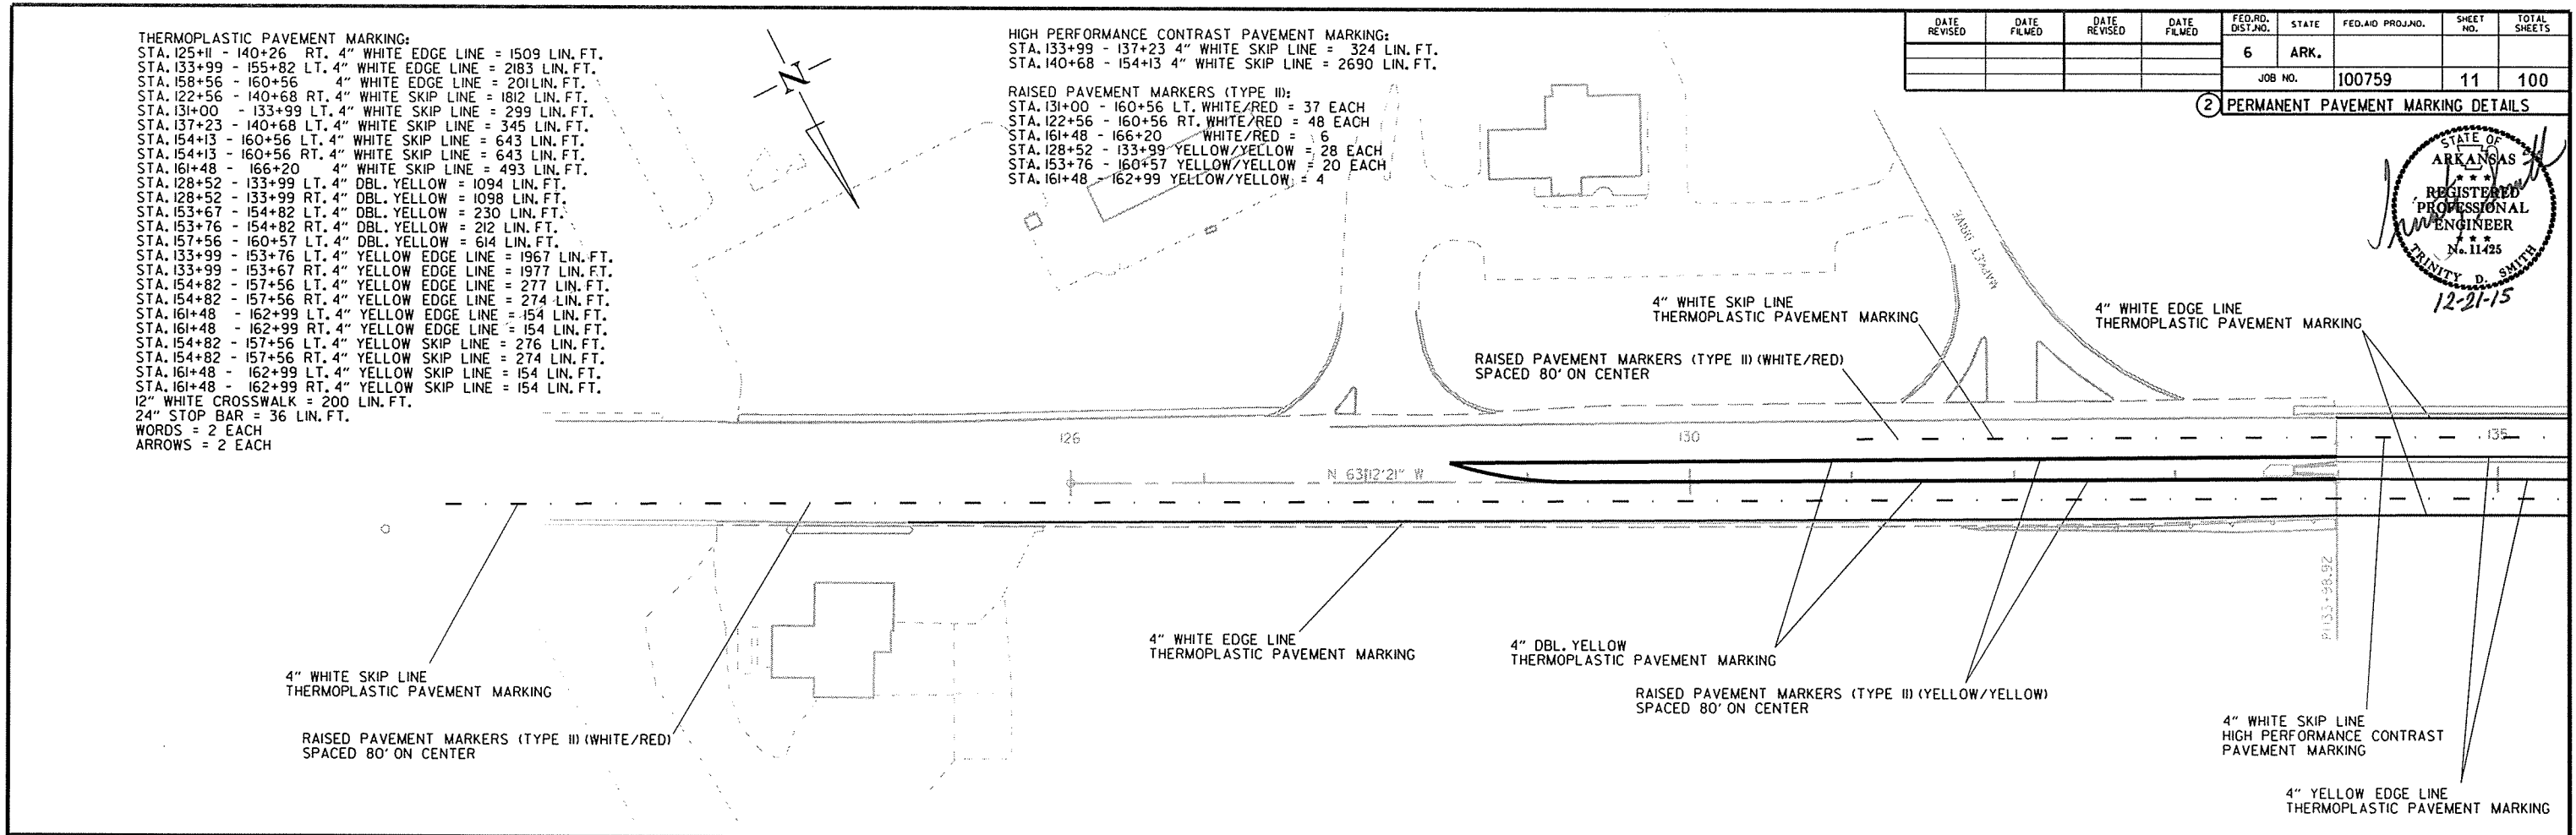 THERMOPLASTIC PAVEMENT MARKING:
STA. 125+11 - 140+26 RT. 4" WHITE EDGE LINE = 1509 LIN. FT.
STA. 133+99 - 155+82 LT. 4" WHITE EDGE LINE = 2183 LIN. FT.
STA. 158+56 - 160+56 4" WHITE EDGE LINE = 201 LIN. FT.
STA. 122+56 - 140+68 RT. 4" WHITE SKIP LINE = 1812 LIN. FT.
STA. 131+00 - 133+99 LT. 4" WHITE SKIP LINE = 299 LIN. FT.
STA. 137+23 - 140+68 LT. 4" WHITE SKIP LINE = 345 LIN. FT.
STA. 154+13 - 160+56 LT. 4" WHITE SKIP LINE = 643 LIN. FT.
STA. 154+13 - 160+56 RT. 4" WHITE SKIP LINE = 643 LIN. FT.
STA. 161+48 - 166+20 4" WHITE SKIP LINE = 493 LIN. FT.
STA. 128+52 - 133+99 LT. 4" DBL. YELLOW = 1094 LIN. FT.
STA. 128+52 - 133+99 RT. 4" DBL. YELLOW = 1098 LIN. FT.
STA. 153+67 - 154+82 LT. 4" DBL. YELLOW = 230 LIN. FT.
STA. 153+76 - 154+82 RT. 4" DBL. YELLOW = 212 LIN. FT.
STA. 157+56 - 160+57 LT. 4" DBL. YELLOW = 614 LIN. FT.
STA. 133+99 - 153+76 LT. 4" YELLOW EDGE LINE = 1967 LIN. FT.
STA. 133+99 - 153+67 RT. 4" YELLOW EDGE LINE = 1977 LIN. FT.
STA. 154+82 - 157+56 LT. 4" YELLOW EDGE LINE = 277 LIN. FT.
STA. 154+82 - 157+56 RT. 4" YELLOW EDGE LINE = 274 LIN. FT.
STA. 161+48 - 162+99 LT. 4" YELLOW EDGE LINE = 154 LIN. FT.
STA. 161+48 - 162+99 RT. 4" YELLOW EDGE LINE = 154 LIN. FT.
STA. 154+82 - 157+56 LT. 4" YELLOW SKIP LINE = 276 LIN. FT.
STA. 154+82 - 157+56 RT. 4" YELLOW SKIP LINE = 274 LIN. FT.
STA. 161+48 - 162+99 LT. 4" YELLOW SKIP LINE = 154 LIN. FT.
STA. 161+48 - 162+99 RT. 4" YELLOW SKIP LINE = 154 LIN. FT.
12" WHITE CROSSWALK = 200 LIN. FT.
24" STOP BAR = 36 LIN. FT.
WORDS = 2 EACH
ARROWS = 2 EACH
N
HIGH PERFORMANCE CONTRAST PAVEMENT MARKING:
STA. 133+99 - 137+23 4" WHITE SKIP LINE = 324 LIN. FT.
STA. 140+68 - 154+13 4" WHITE SKIP LINE = 2690 LIN. FT.
RAISED PAVEMENT MARKERS (TYPE II):
STA. 131+00 - 160+56 LT. WHITE/RED = 37 EACH
STA. 122+56 - 160+56 RT. WHITE/RED = 48 EACH
STA. 161+48 - 166+20 WHITE/RED = 6
STA. 128+52 - 133+99 YELLOW/YELLOW = 28 EACH
STA. 153+76 - 160+57 YELLOW/YELLOW = 20 EACH
STA. 161+48 - 162+99 YELLOW/YELLOW = 4
DATE REVISED
DATE FILMED
DATE REVISED
DATE FILMED
FED.RD. DIST.NO.
STATE
FED.AID PROJ.NO.
SHEET NO.
TOTAL SHEETS
6 ARK.
JOB NO. 100759 11 100
2 PERMANENT PAVEMENT MARKING DETAILS
STATE OF
ARKANSAS
REGISTERED
PROFESSIONAL
ENGINEER
No. 11425
TRINITY D. SMITH
12-21-15
MARKET DRIVE
4" WHITE SKIP LINE
THERMOPLASTIC PAVEMENT MARKING
4" WHITE EDGE LINE
THERMOPLASTIC PAVEMENT MARKING
RAISED PAVEMENT MARKERS (TYPE II) (WHITE/RED)
SPACED 80' ON CENTER
126
130
135
N 63°12'21" W
4" WHITE SKIP LINE
THERMOPLASTIC PAVEMENT MARKING
RAISED PAVEMENT MARKERS (TYPE II) (WHITE/RED)
SPACED 80' ON CENTER
4" WHITE EDGE LINE
THERMOPLASTIC PAVEMENT MARKING
4" DBL. YELLOW
THERMOPLASTIC PAVEMENT MARKING
RAISED PAVEMENT MARKERS (TYPE II) (YELLOW/YELLOW)
SPACED 80' ON CENTER
4" WHITE SKIP LINE
HIGH PERFORMANCE CONTRAST
PAVEMENT MARKING
4" YELLOW EDGE LINE
THERMOPLASTIC PAVEMENT MARKING